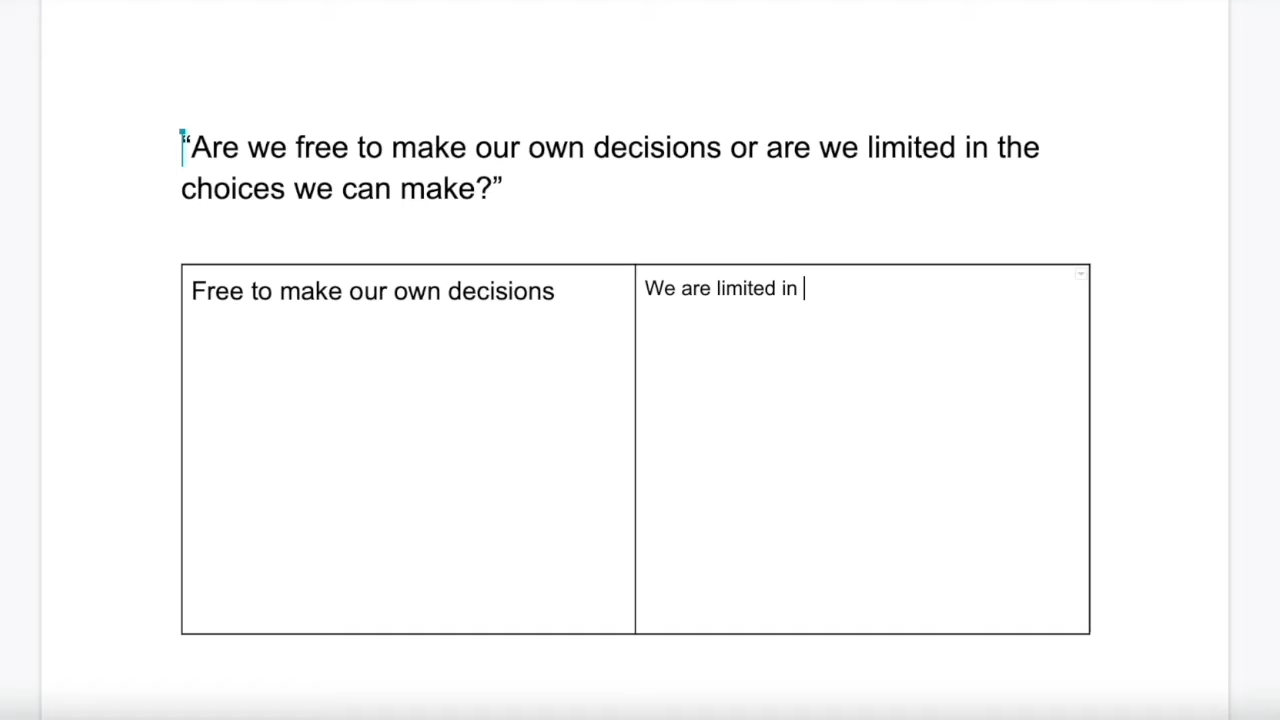 “Are we free to make our own decisions or are we limited in the
choices we can make?”
Free to make our own decisions
We are limited in